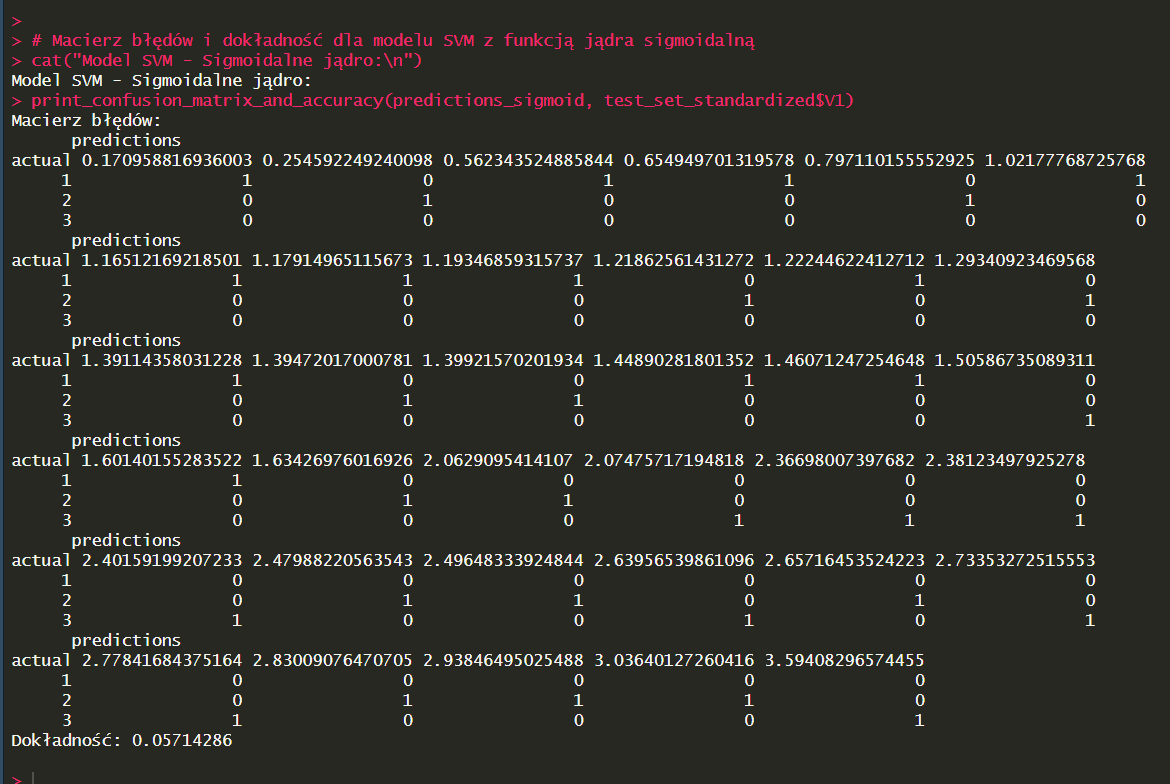 >
> # Macierz błędów i dokładność dla modelu SVM z funkcją jądra sigmoidalną
> cat("Model SVM - Sigmoidalne jądro:\n")
Model SVM - Sigmoidalne jądro:
> print_confusion_matrix_and_accuracy(predictions_sigmoid, test_set_standardized$V1)
Macierz błędów:
      predictions
actual 0.170958816936003 0.254592249240098 0.562343524885844 0.654949701319578 0.797110155552925 1.02177768725768
     1                 1                 0                 1                 1                 0                1
     2                 0                 1                 0                 0                 1                0
     3                 0                 0                 0                 0                 0                0
      predictions
actual 1.16512169218501 1.17914965115673 1.19346859315737 1.21862561431272 1.22244622412712 1.29340923469568
     1                1                1                1                0                1                0
     2                0                0                0                1                0                1
     3                0                0                0                0                0                0
      predictions
actual 1.39114358031228 1.39472017000781 1.39921570201934 1.44890281801352 1.46071247254648 1.50586735089311
     1                1                0                0                1                1                0
     2                0                1                1                0                0                0
     3                0                0                0                0                0                1
      predictions
actual 1.60140155283522 1.63426976016926 2.0629095414107 2.07475717194818 2.36698007397682 2.38123497925278
     1                1                0               0                0                0                0
     2                0                1               1                0                0                0
     3                0                0               0                1                1                1
      predictions
actual 2.40159199207233 2.47988220563543 2.49648333924844 2.63956539861096 2.65716453524223 2.73353272515553
     1                0                0                0                0                0                0
     2                0                1                1                0                1                0
     3                1                0                0                1                0                1
      predictions
actual 2.77841684375164 2.83009076470705 2.93846495025488 3.03640127260416 3.59408296574455
     1                0                0                0                0                0
     2                0                1                1                1                0
     3                1                0                0                0                1
Dokładność: 0.05714286
>